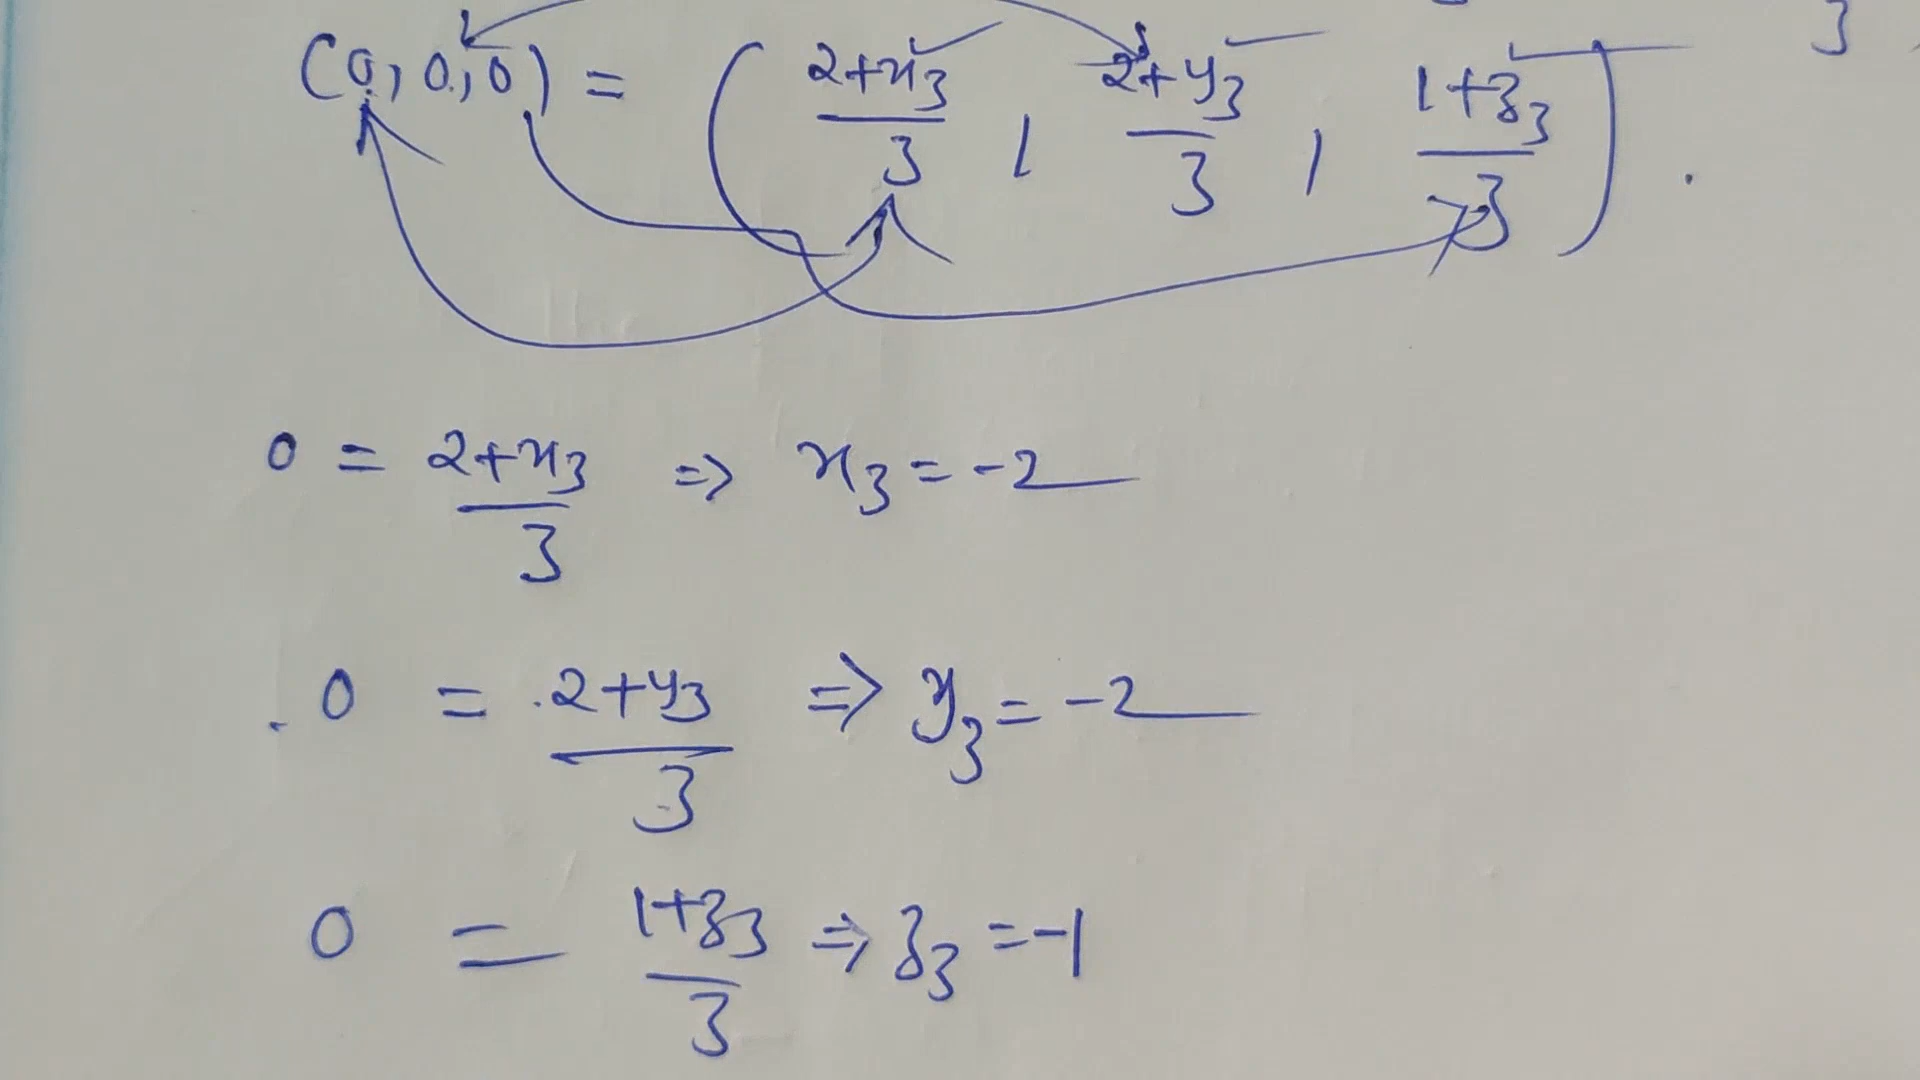 (0, 0, 0) = ( (2+x₃)/3 , (2+y₃)/3 , (1+z₃)/3 ) .
0 = (2+x₃)/3 ⇒ x₃ = -2
0 = (2+y₃)/3 ⇒ y₃ = -2
0 = (1+z₃)/3 ⇒ z₃ = -1